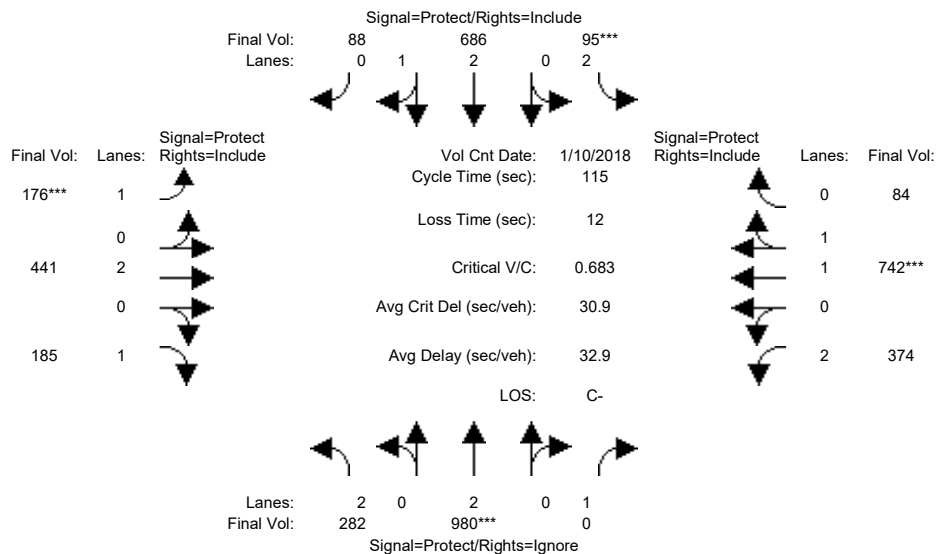 Signal=Protect/Rights=Include
Final Vol: 88 686 95***
Lanes: 0 1 2 0 2
Signal=Protect Signal=Protect
Final Vol: Lanes: Rights=Include Vol Cnt Date: 1/10/2018 Rights=Include Lanes: Final Vol:
Cycle Time (sec): 115
176*** 1 0 84
Loss Time (sec): 12
0 1
441 2 Critical V/C: 0.683 1 742***
0 Avg Crit Del (sec/veh): 30.9 0
185 1 Avg Delay (sec/veh): 32.9 2 374
LOS: C-
Lanes: 2 0 2 0 1
Final Vol: 282 980*** 0
Signal=Protect/Rights=Ignore